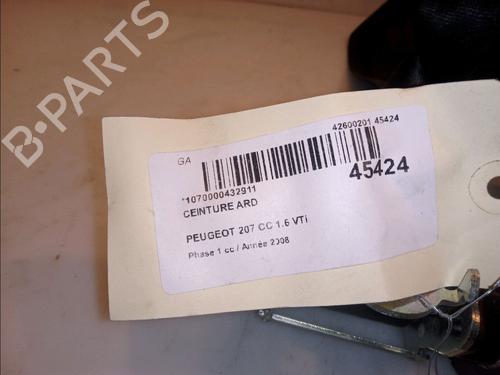 B-PARTS
GA
42600201 45424
45424
*1070000432911
CEINTURE ARD
PEUGEOT 207 CC 1.6 VTi
Phase 1 cc / Année 2008